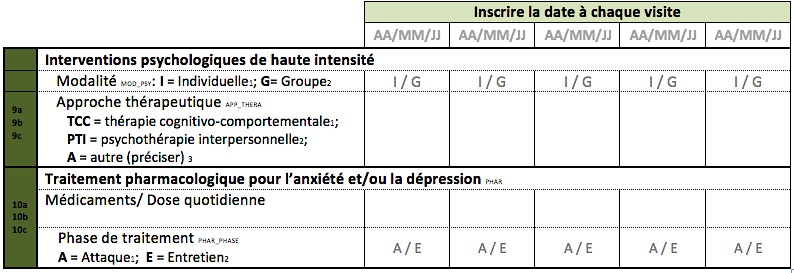 Inscrire la date à chaque visite
AA/MM/JJ AA/MM/JJ AA/MM/JJ AA/MM/JJ AA/MM/JJ
Interventions psychologiques de haute intensité
Modalité MOD_PSY: I = Individuelle1; G= Groupe2 I / G I / G I / G I / G I / G
9a Approche thérapeutique APP_THERA
9b TCC = thérapie cognitivo-comportementale1;
9c PTI = psychothérapie interpersonnelle2;
A = autre (préciser) 3
Traitement pharmacologique pour l’anxiété et/ou la dépression PHAR
10a Médicaments/ Dose quotidienne
10b
10c
Phase de traitement PHAR_PHASE A / E A / E A / E A / E A / E
A = Attaque1; E = Entretien2